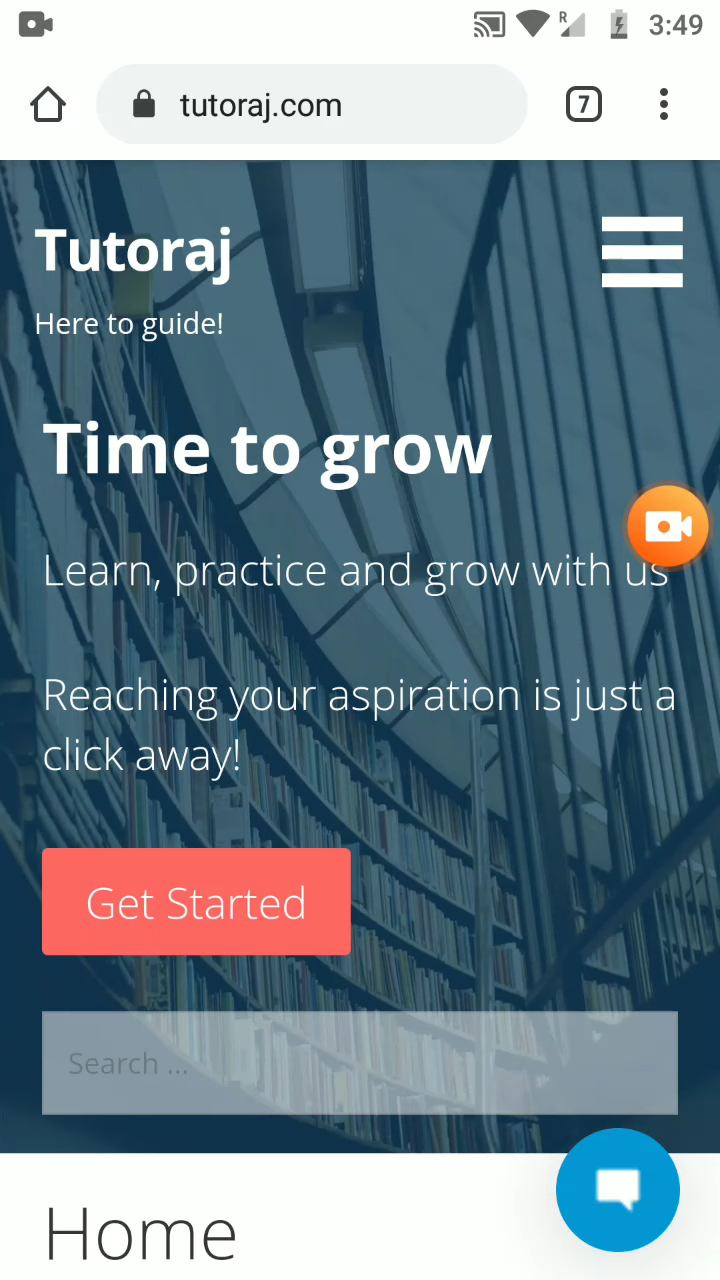 R
3:49
tutoraj.com
7
Tutoraj
Here to guide!
Time to grow
Learn, practice and grow with us
Reaching your aspiration is just a
click away!
Get Started
Search ...
Home